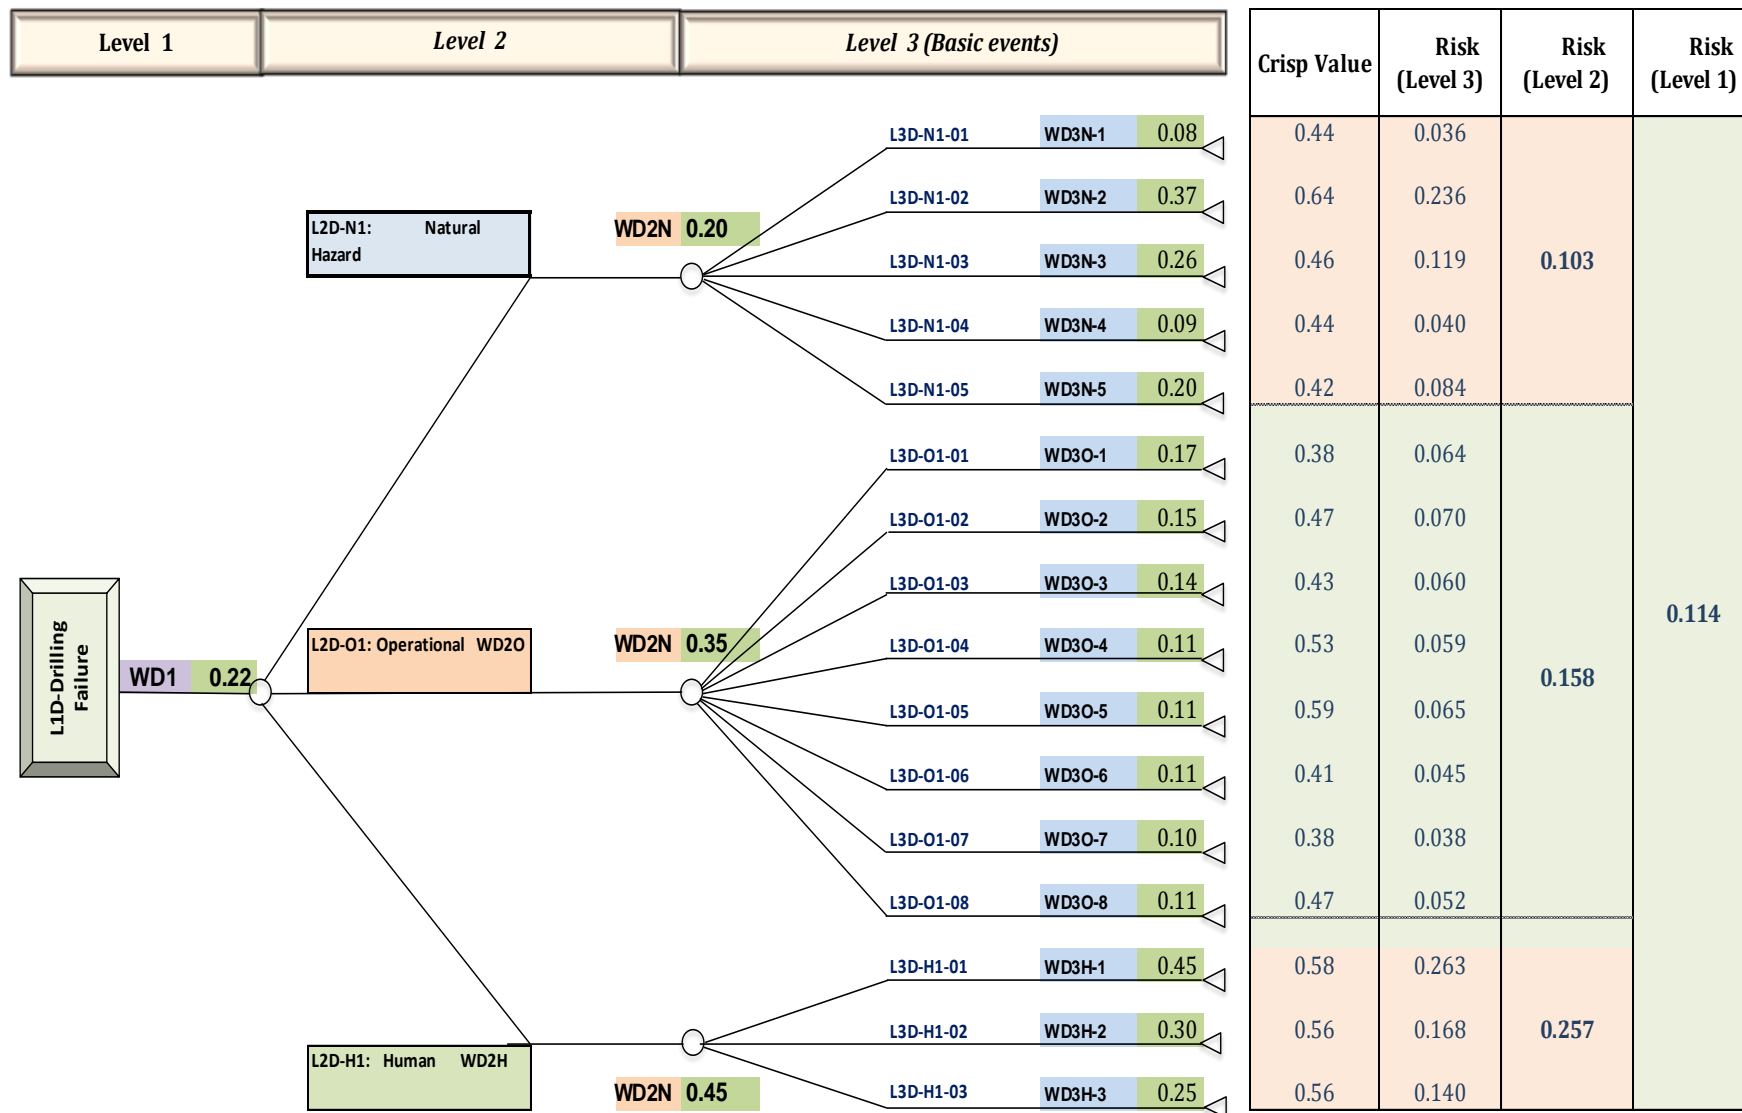 Level 1
Level 2
Level 3 (Basic events)
Crisp Value
Risk
(Level 3)
Risk
(Level 2)
Risk
(Level 1)
L3D-N1-01 WD3N-1 0.08 0.44 0.036
L3D-N1-02 WD3N-2 0.37 0.64 0.236
L2D-N1: Natural
Hazard
WD2N 0.20
L3D-N1-03 WD3N-3 0.26 0.46 0.119 0.103
L3D-N1-04 WD3N-4 0.09 0.44 0.040
L3D-N1-05 WD3N-5 0.20 0.42 0.084
L3D-O1-01 WD3O-1 0.17 0.38 0.064
L3D-O1-02 WD3O-2 0.15 0.47 0.070
L3D-O1-03 WD3O-3 0.14 0.43 0.060
0.114
L1D-Drilling
Failure
WD1 0.22
L2D-O1: Operational WD2O
WD2N 0.35
L3D-O1-04 WD3O-4 0.11 0.53 0.059
0.158
L3D-O1-05 WD3O-5 0.11 0.59 0.065
L3D-O1-06 WD3O-6 0.11 0.41 0.045
L3D-O1-07 WD3O-7 0.10 0.38 0.038
L3D-O1-08 WD3O-8 0.11 0.47 0.052
L3D-H1-01 WD3H-1 0.45 0.58 0.263
L3D-H1-02 WD3H-2 0.30 0.56 0.168 0.257
L2D-H1: Human WD2H
WD2N 0.45
L3D-H1-03 WD3H-3 0.25 0.56 0.140